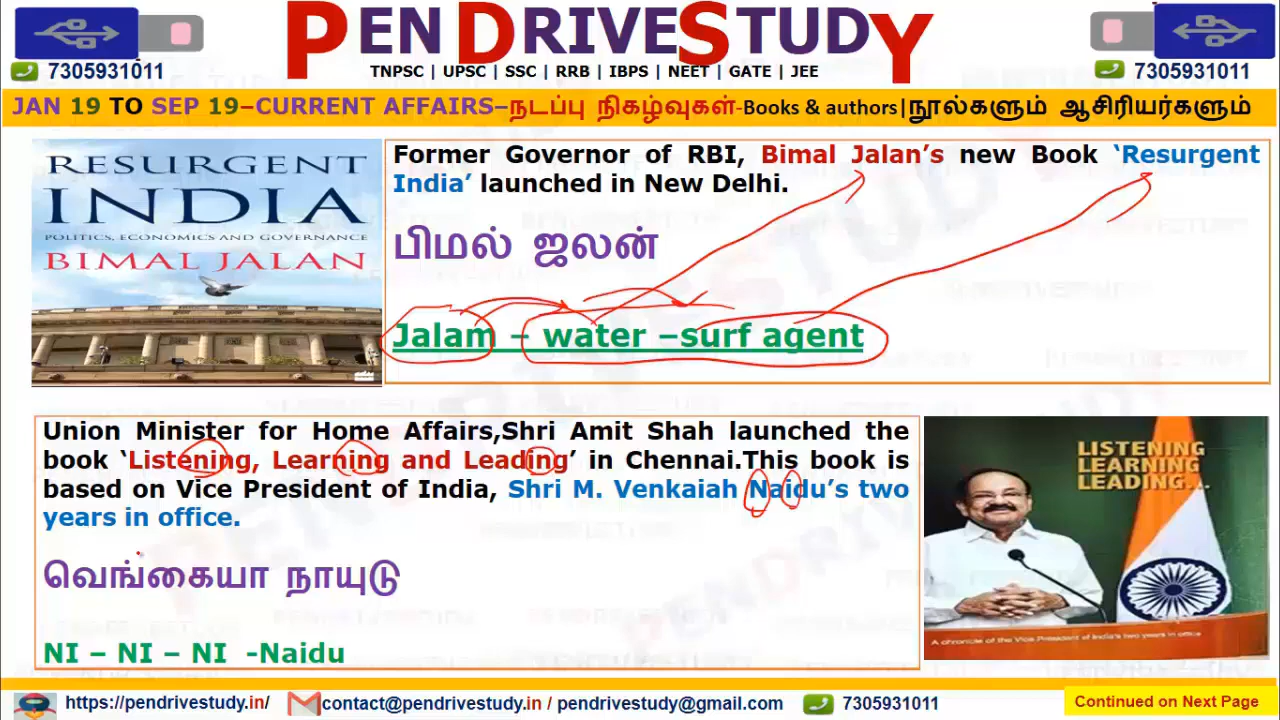 PENDRIVESTUDY
TNPSC | UPSC | SSC | RRB | IBPS | NEET | GATE | JEE
7305931011
7305931011
JAN 19 TO SEP 19–CURRENT AFFAIRS–நடப்பு நிகழ்வுகள்-Books & authors|நூல்களும் ஆசிரியர்களும்
RESURGENT
INDIA
POLITICS, ECONOMICS AND GOVERNANCE
BIMAL JALAN
Former Governor of RBI, Bimal Jalan’s new Book ‘Resurgent
India’ launched in New Delhi.
பிமல் ஜலன்
Jalam – water –surf agent
Union Minister for Home Affairs,Shri Amit Shah launched the
book ‘Listening, Learning and Leading’ in Chennai.This book is
based on Vice President of India, Shri M. Venkaiah Naidu’s two
years in office.
வெங்கையா நாயுடு
NI – NI – NI -Naidu
LISTENING
LEARNING
LEADING...
A chronicle of the Vice President of India's two years in office
https://pendrivestudy.in/
contact@pendrivestudy.in / pendrivestudy@gmail.com
7305931011
Continued on Next Page